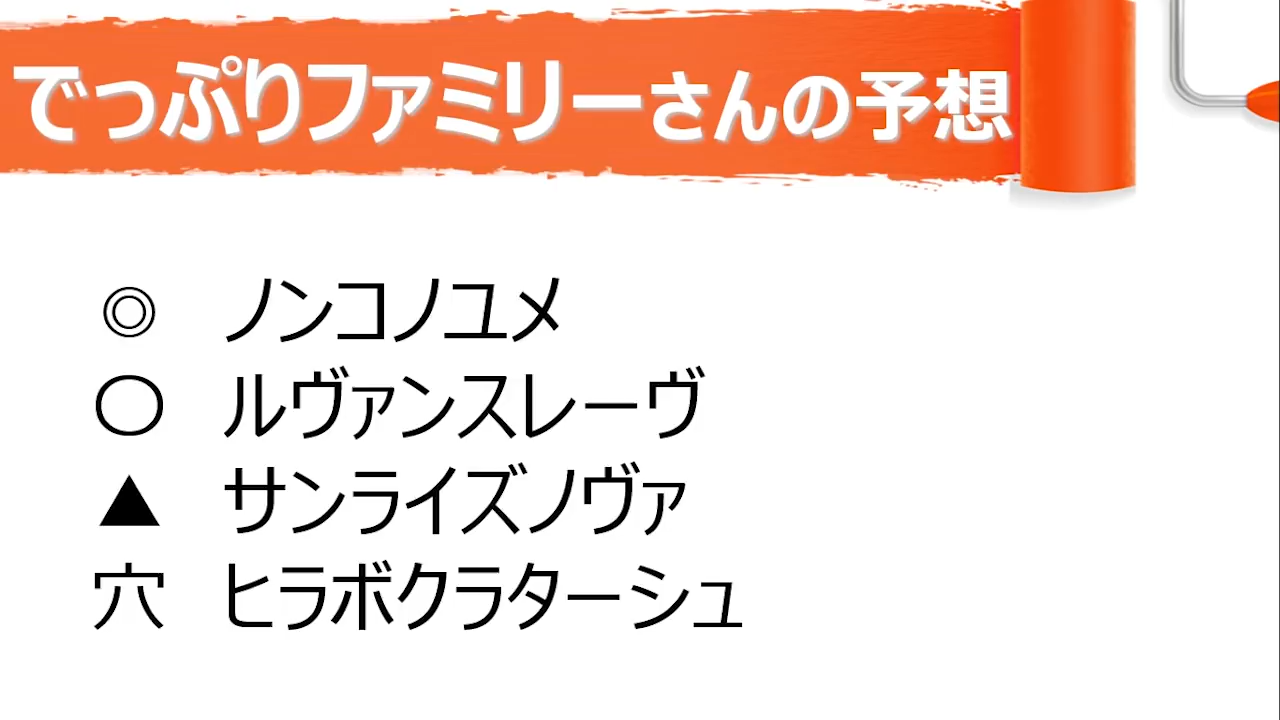 でっぷりファミリーさんの予想
◎ ノンコノユメ
〇 ルヴァンスレーヴ
▲ サンライズノヴァ
穴 ヒラボクラターシュ